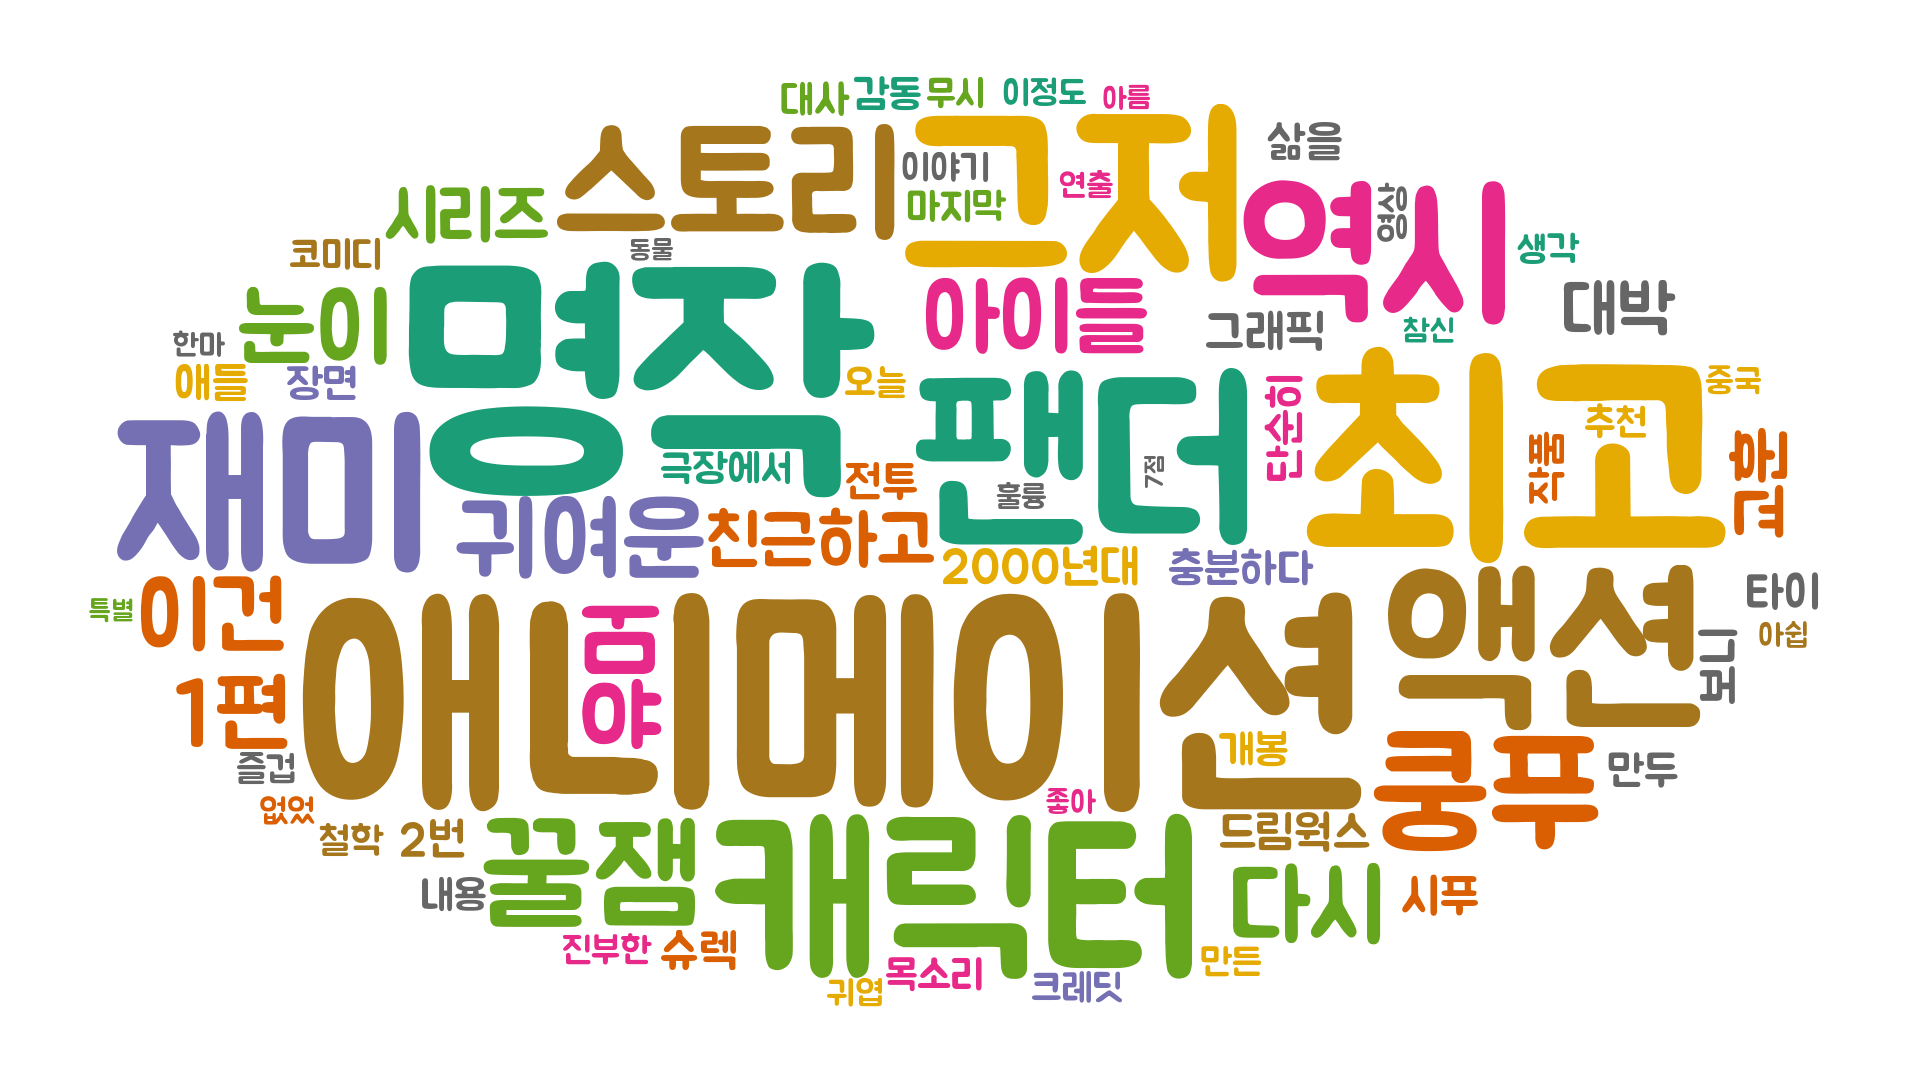 대사 감동 무시 이정도 아름
스토리 그저 삶을
이야기 연출
시리즈 마지막 역시 영상
코미디 동물 생각
눈이 명작 아이들 그래픽 참신 대박
한마
애들 장면 오늘 팬더 단순히 최고 추천 중국
재미 극장에서 전투 훌륭 7점 작품 교훈
귀여운 친근하고 2000년대 충분하다
특별 이건 타이
애니메이션 꿈 야 액션 아쉽
보니
1편 개봉 쿵푸 만두
즐겁
없었 좋아
철학 2번 꿀잼 캐릭터 드림웍스
내용 다시 시푸
진부한 슈렉 목소리 만든
귀엽 크레딧